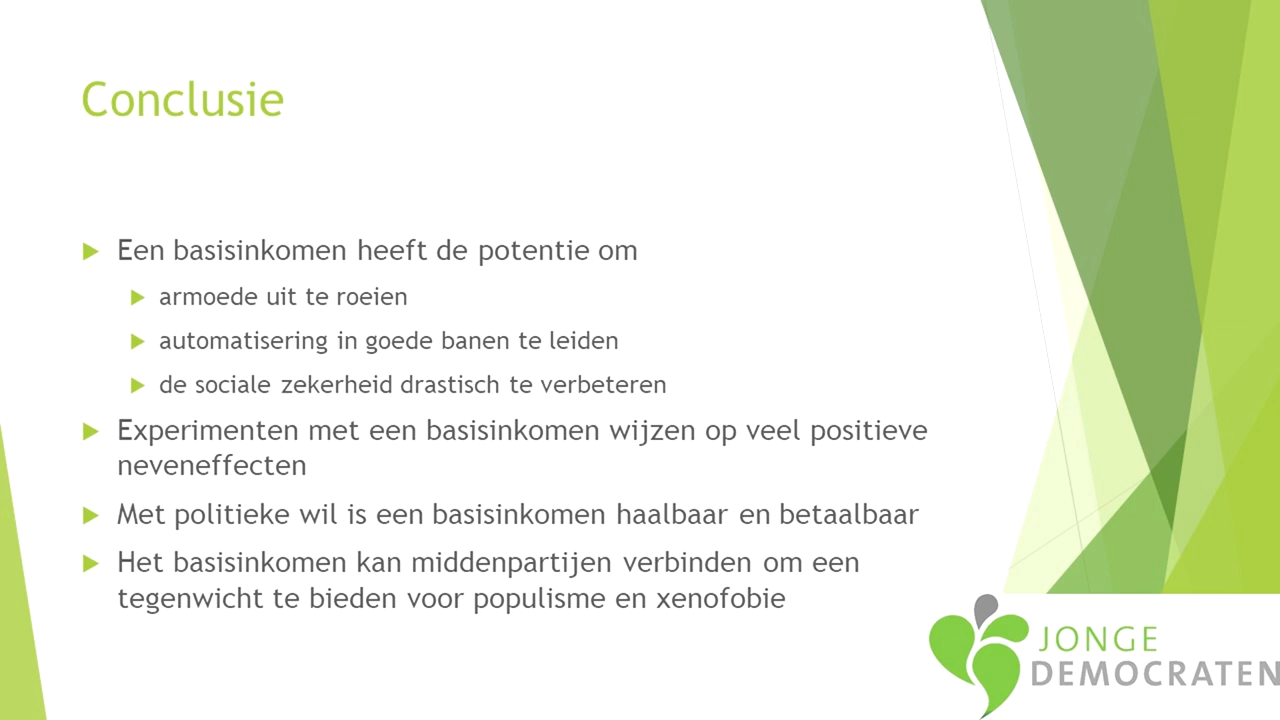 Conclusie
Een basisinkomen heeft de potentie om
armoede uit te roeien
automatisering in goede banen te leiden
de sociale zekerheid drastisch te verbeteren
Experimenten met een basisinkomen wijzen op veel positieve
neveneffecten
Met politieke wil is een basisinkomen haalbaar en betaalbaar
Het basisinkomen kan middenpartijen verbinden om een
tegenwicht te bieden voor populisme en xenofobie
JONGE
DEMOCRATEN